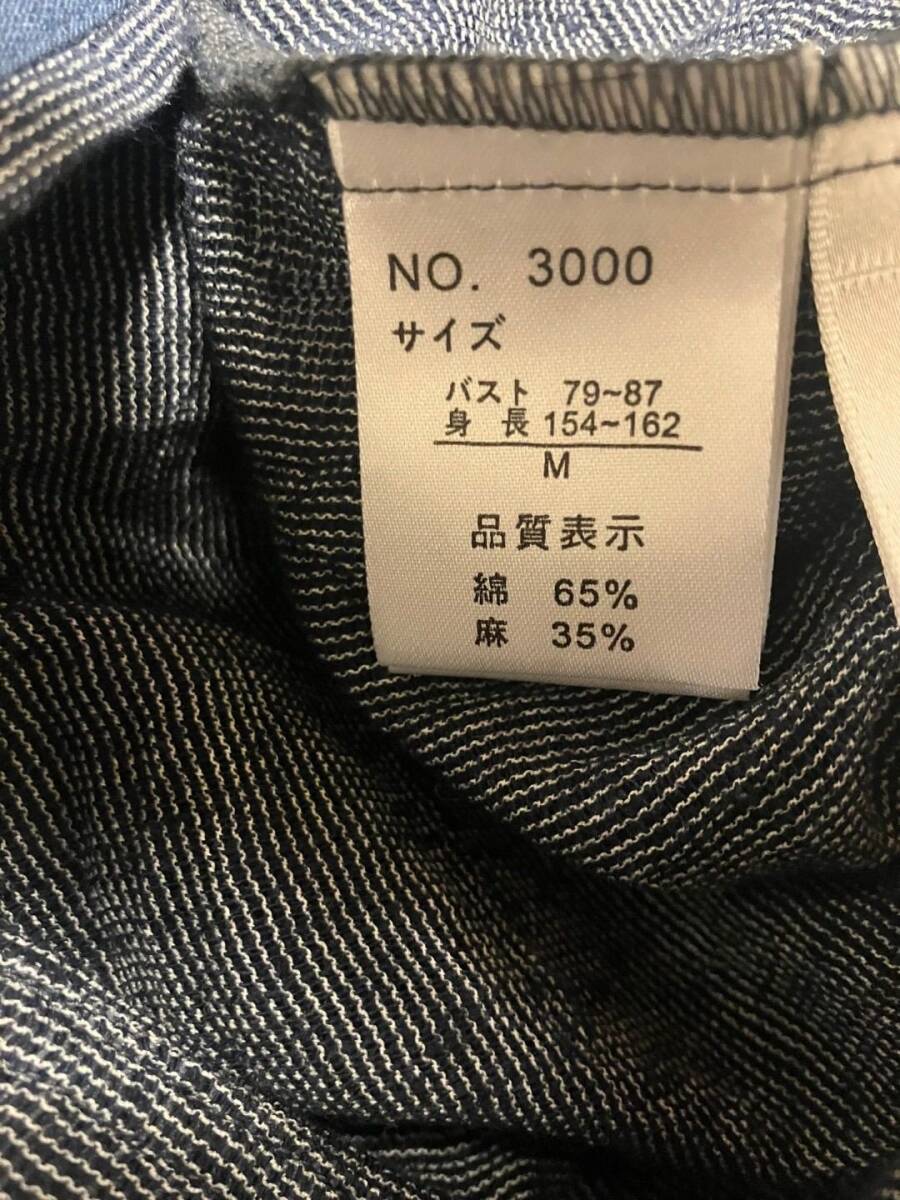 NO. 3000
サイズ
バスト 79~87
身 長 154~162
M
品質表示
綿 65%
麻 35%